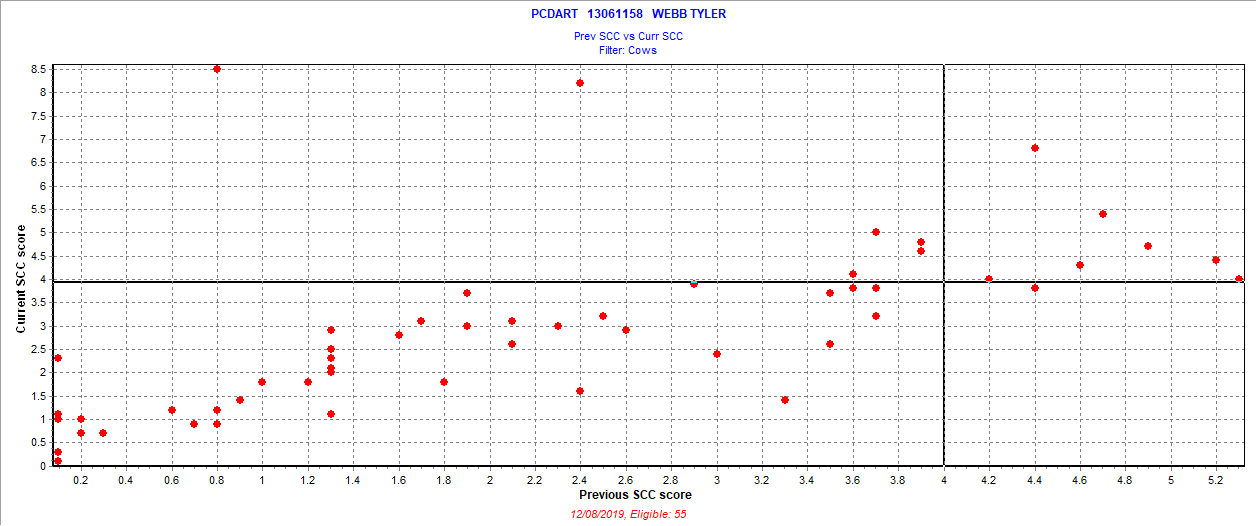 PCDART 13061158 WEBB TYLER
Prev SCC vs Curr SCC
Filter: Cows
8.5
8
7.5
7
6.5
6
5.5
5
4.5
4
3.5
3
2.5
2
1.5
1
0.5
0
Current SCC score
0.2 0.4 0.6 0.8 1 1.2 1.4 1.6 1.8 2 2.2 2.4 2.6 2.8 3 3.2 3.4 3.6 3.8 4 4.2 4.4 4.6 4.8 5 5.2
Previous SCC score
12/08/2019, Eligible: 55